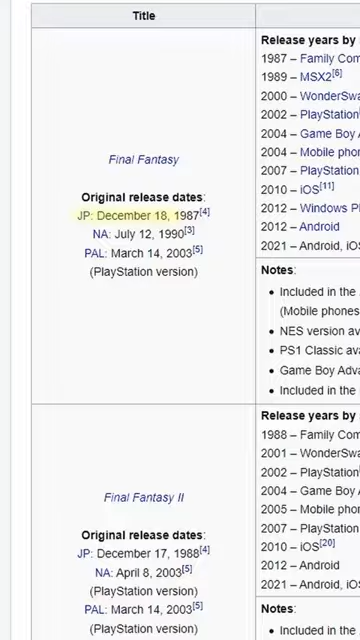 Title
Release years by
1987 – Family Com
1989 – MSX2[6]
2000 – WonderSwa
2002 – PlayStation
2004 – Game Boy A
2004 – Mobile phon
2007 – PlayStation
2010 – iOS[11]
2012 – Windows P
2012 – Android
2021 – Android, iOS
Final Fantasy
Original release dates:
JP: December 18, 1987[4]
NA: July 12, 1990[3]
PAL: March 14, 2003[5]
(PlayStation version)
Notes:
• Included in the
(Mobile phones
• NES version av
• PS1 Classic ava
• Game Boy Adva
• Included in the
Release years by
1988 – Family Com
2001 – WonderSwa
2002 – PlayStation
2004 – Game Boy A
2005 – Mobile phon
2007 – PlayStation
2010 – iOS[20]
2012 – Android
2021 – Android, iOS
Final Fantasy II
Original release dates:
JP: December 17, 1988[4]
NA: April 8, 2003[5]
(PlayStation version)
PAL: March 14, 2003[5]
(PlayStation version)
Notes:
• Included in the